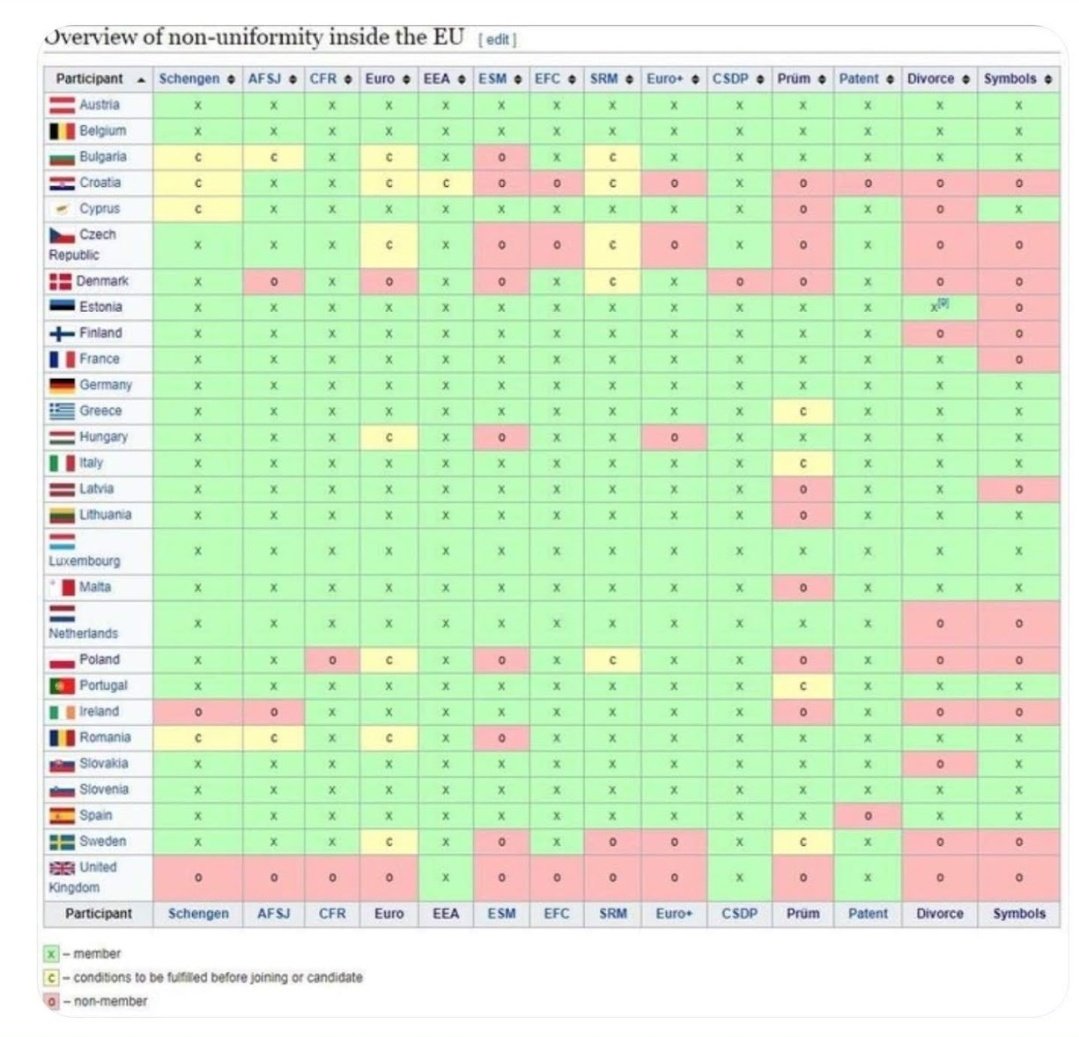 Overview of non-uniformity inside the EU [edit]
Participant Schengen AFSJ CFR Euro EEA ESM EFC SRM Euro+ CSDP Prüm Patent Divorce Symbols
Austria x x x x x x x x x x x x x x
Belgium x x x x x x x x x x x x x x
Bulgaria c c x c x o x c x x x x x x
Croatia c x x c c o o c o x o o o o
Cyprus c x x x x x x x x x o x o x
Czech
Republic x x x c x o o c o x o x o o
Denmark x o x o x o x c x o o x o o
Estonia x x x x x x x x x x x x x[9] o
Finland x x x x x x x x x x x x o o
France x x x x x x x x x x x x x o
Germany x x x x x x x x x x x x x x
Greece x x x x x x x x x x c x x x
Hungary x x x c x o x x o x x x x x
Italy x x x x x x x x x x c x x x
Latvia x x x x x x x x x x o x x o
Lithuania x x x x x x x x x x o x x x
Luxembourg x x x x x x x x x x x x x x
Malta x x x x x x x x x x o x x x
Netherlands x x x x x x x x x x x x o o
Poland x x o c x o x c x x o x o o
Portugal x x x x x x x x x x c x x x
Ireland o o x x x x x x x x o x o o
Romania c c x c x o x x x x x x x x
Slovakia x x x x x x x x x x x x o x
Slovenia x x x x x x x x x x x x x x
Spain x x x x x x x x x x x o x x
Sweden x x x c x o x o o x c x o o
United
Kingdom o o o o x o o o o x o x o o
Participant Schengen AFSJ CFR Euro EEA ESM EFC SRM Euro+ CSDP Prüm Patent Divorce Symbols
x – member
c – conditions to be fulfilled before joining or candidate
o – non-member